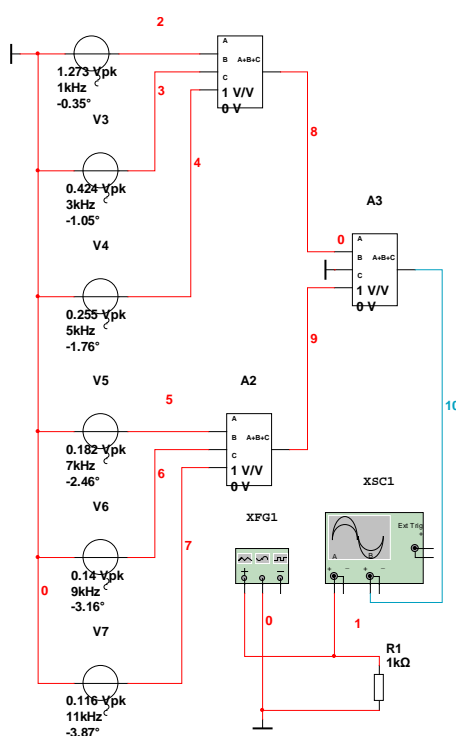 2
A
B
A+B+C
C
1 V/V
0 V
1.273 Vpk
1kHz
-0.35°
V3
3
0.424 Vpk
3kHz
-1.05°
V4
4
8
A3
0
A
B
A+B+C
C
1 V/V
0 V
0.255 Vpk
5kHz
-1.76°
V5
9
10
5
A2
A
B
A+B+C
C
1 V/V
0 V
0.182 Vpk
7kHz
-2.46°
V6
6
7
XFG1
XSC1
Ext Trig
+
A
B
+ − + −
+ −
0
0.14 Vpk
9kHz
-3.16°
V7
0
1
R1
1kΩ
0.116 Vpk
11kHz
-3.87°